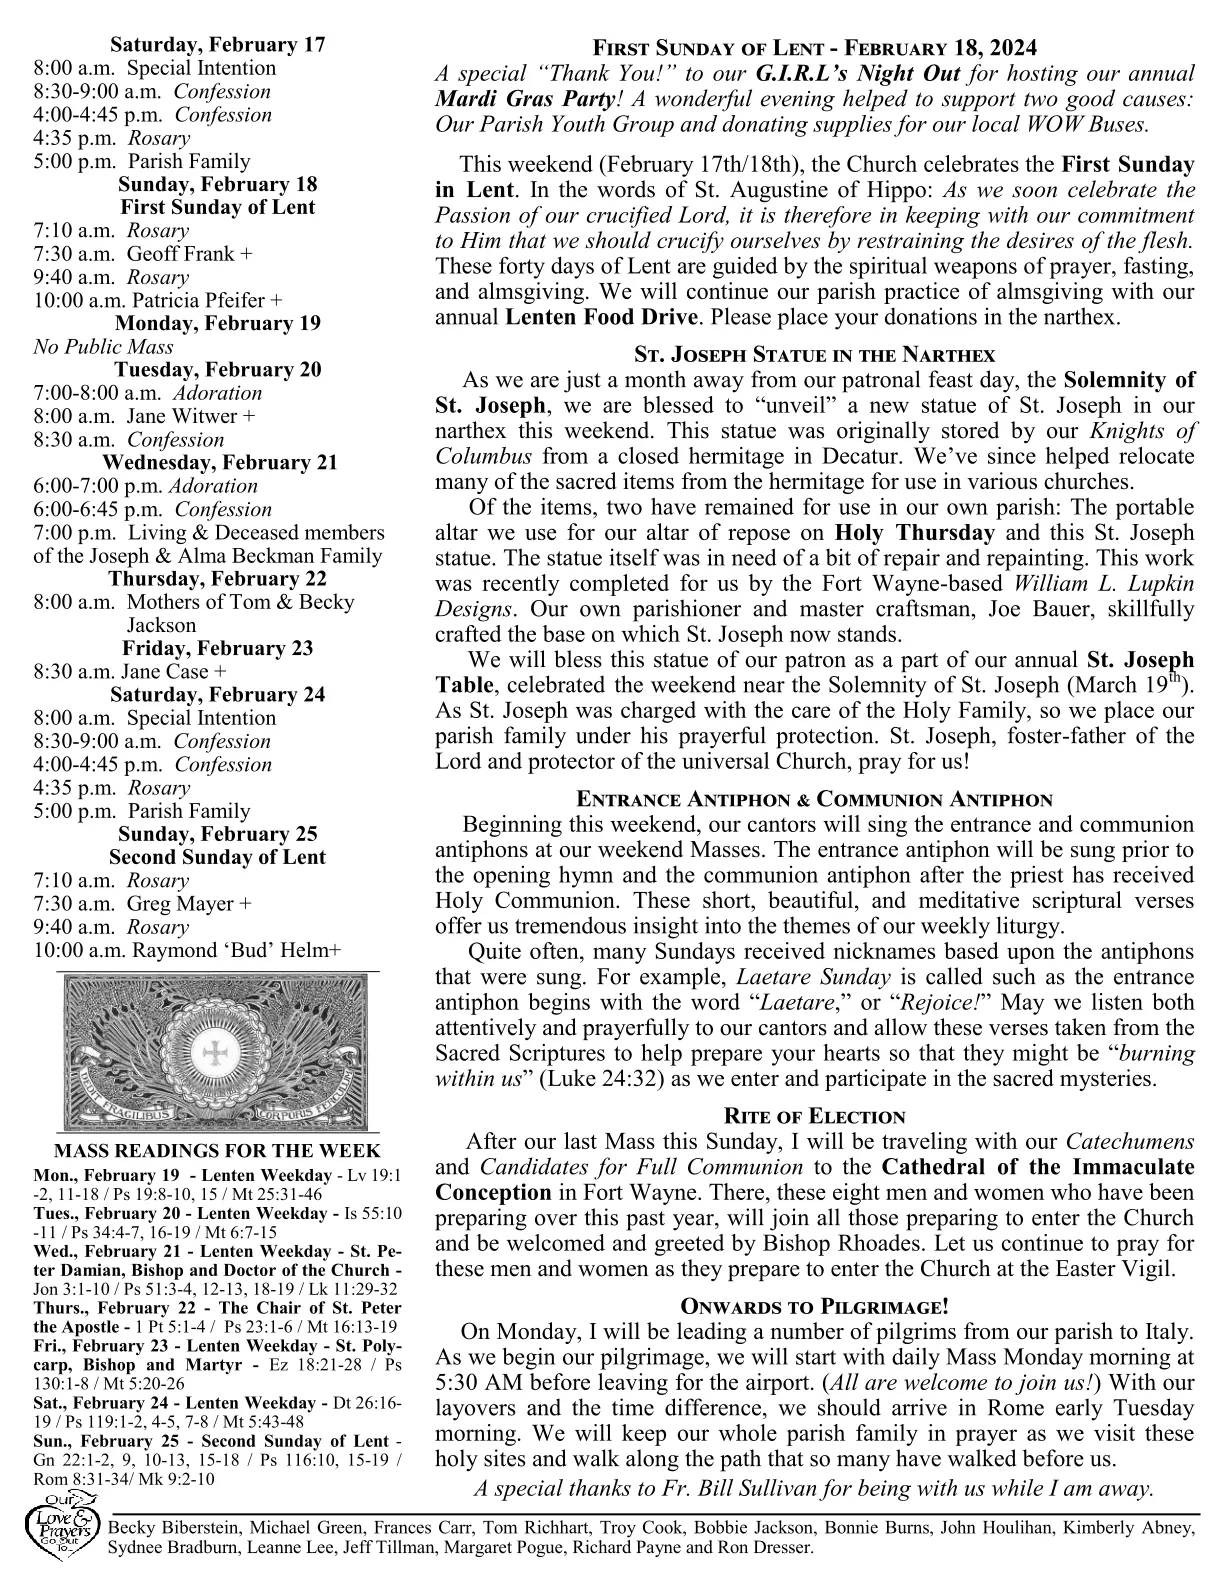 Saturday, February 17
8:00 a.m. Special Intention
8:30-9:00 a.m. Confession
4:00-4:45 p.m. Confession
4:35 p.m. Rosary
5:00 p.m. Parish Family
Sunday, February 18
First Sunday of Lent
7:10 a.m. Rosary
7:30 a.m. Geoff Frank +
9:40 a.m. Rosary
10:00 a.m. Patricia Pfeifer +
Monday, February 19
No Public Mass
Tuesday, February 20
7:00-8:00 a.m. Adoration
8:00 a.m. Jane Witwer +
8:30 a.m. Confession
Wednesday, February 21
6:00-7:00 p.m. Adoration
6:00-6:45 p.m. Confession
7:00 p.m. Living & Deceased members
of the Joseph & Alma Beckman Family
Thursday, February 22
8:00 a.m. Mothers of Tom & Becky
Jackson
Friday, February 23
8:30 a.m. Jane Case +
Saturday, February 24
8:00 a.m. Special Intention
8:30-9:00 a.m. Confession
4:00-4:45 p.m. Confession
4:35 p.m. Rosary
5:00 p.m. Parish Family
Sunday, February 25
Second Sunday of Lent
7:10 a.m. Rosary
7:30 a.m. Greg Mayer +
9:40 a.m. Rosary
10:00 a.m. Raymond ‘Bud’ Helm+
DEDIT FRAGILIBUS CORPORIS FERCULUM
MASS READINGS FOR THE WEEK
Mon., February 19 - Lenten Weekday - Lv 19:1
-2, 11-18 / Ps 19:8-10, 15 / Mt 25:31-46
Tues., February 20 - Lenten Weekday - Is 55:10
-11 / Ps 34:4-7, 16-19 / Mt 6:7-15
Wed., February 21 - Lenten Weekday - St. Pe-
ter Damian, Bishop and Doctor of the Church -
Jon 3:1-10 / Ps 51:3-4, 12-13, 18-19 / Lk 11:29-32
Thurs., February 22 - The Chair of St. Peter
the Apostle - 1 Pt 5:1-4 / Ps 23:1-6 / Mt 16:13-19
Fri., February 23 - Lenten Weekday - St. Poly-
carp, Bishop and Martyr - Ez 18:21-28 / Ps
130:1-8 / Mt 5:20-26
Sat., February 24 - Lenten Weekday - Dt 26:16-
19 / Ps 119:1-2, 4-5, 7-8 / Mt 5:43-48
Sun., February 25 - Second Sunday of Lent -
Gn 22:1-2, 9, 10-13, 15-18 / Ps 116:10, 15-19 /
Rom 8:31-34/ Mk 9:2-10
First Sunday of Lent - February 18, 2024
A special “Thank You!” to our G.I.R.L’s Night Out for hosting our annual
Mardi Gras Party! A wonderful evening helped to support two good causes:
Our Parish Youth Group and donating supplies for our local WOW Buses.
This weekend (February 17th/18th), the Church celebrates the First Sunday
in Lent. In the words of St. Augustine of Hippo: As we soon celebrate the
Passion of our crucified Lord, it is therefore in keeping with our commitment
to Him that we should crucify ourselves by restraining the desires of the flesh.
These forty days of Lent are guided by the spiritual weapons of prayer, fasting,
and almsgiving. We will continue our parish practice of almsgiving with our
annual Lenten Food Drive. Please place your donations in the narthex.
St. Joseph Statue in the Narthex
As we are just a month away from our patronal feast day, the Solemnity of
St. Joseph, we are blessed to “unveil” a new statue of St. Joseph in our
narthex this weekend. This statue was originally stored by our Knights of
Columbus from a closed hermitage in Decatur. We’ve since helped relocate
many of the sacred items from the hermitage for use in various churches.
Of the items, two have remained for use in our own parish: The portable
altar we use for our altar of repose on Holy Thursday and this St. Joseph
statue. The statue itself was in need of a bit of repair and repainting. This work
was recently completed for us by the Fort Wayne-based William L. Lupkin
Designs. Our own parishioner and master craftsman, Joe Bauer, skillfully
crafted the base on which St. Joseph now stands.
We will bless this statue of our patron as a part of our annual St. Joseph
Table, celebrated the weekend near the Solemnity of St. Joseph (March 19th).
As St. Joseph was charged with the care of the Holy Family, so we place our
parish family under his prayerful protection. St. Joseph, foster-father of the
Lord and protector of the universal Church, pray for us!
Entrance Antiphon & Communion Antiphon
Beginning this weekend, our cantors will sing the entrance and communion
antiphons at our weekend Masses. The entrance antiphon will be sung prior to
the opening hymn and the communion antiphon after the priest has received
Holy Communion. These short, beautiful, and meditative scriptural verses
offer us tremendous insight into the themes of our weekly liturgy.
Quite often, many Sundays received nicknames based upon the antiphons
that were sung. For example, Laetare Sunday is called such as the entrance
antiphon begins with the word “Laetare,” or “Rejoice!” May we listen both
attentively and prayerfully to our cantors and allow these verses taken from the
Sacred Scriptures to help prepare your hearts so that they might be “burning
within us” (Luke 24:32) as we enter and participate in the sacred mysteries.
Rite of Election
After our last Mass this Sunday, I will be traveling with our Catechumens
and Candidates for Full Communion to the Cathedral of the Immaculate
Conception in Fort Wayne. There, these eight men and women who have been
preparing over this past year, will join all those preparing to enter the Church
and be welcomed and greeted by Bishop Rhoades. Let us continue to pray for
these men and women as they prepare to enter the Church at the Easter Vigil.
Onwards to Pilgrimage!
On Monday, I will be leading a number of pilgrims from our parish to Italy.
As we begin our pilgrimage, we will start with daily Mass Monday morning at
5:30 AM before leaving for the airport. (All are welcome to join us!) With our
layovers and the time difference, we should arrive in Rome early Tuesday
morning. We will keep our whole parish family in prayer as we visit these
holy sites and walk along the path that so many have walked before us.
A special thanks to Fr. Bill Sullivan for being with us while I am away.
Our
Love &
Prayers
Go Out
To...
Becky Biberstein, Michael Green, Frances Carr, Tom Richhart, Troy Cook, Bobbie Jackson, Bonnie Burns, John Houlihan, Kimberly Abney,
Sydnee Bradburn, Leanne Lee, Jeff Tillman, Margaret Pogue, Richard Payne and Ron Dresser.